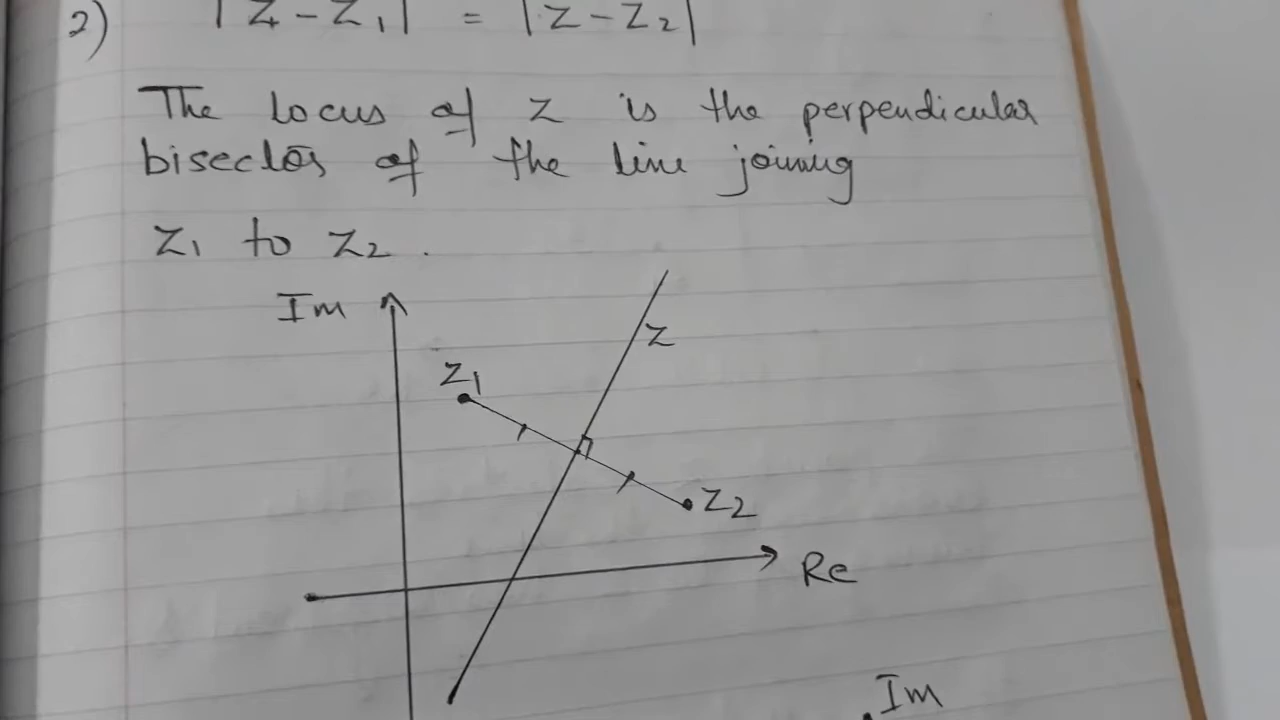 2) |Z-Z1| = |Z-Z2|
The Locus of Z is the perpendicular
bisector of the line joining
Z1 to Z2.
Im
Z
Z1
Z2
Re
Im